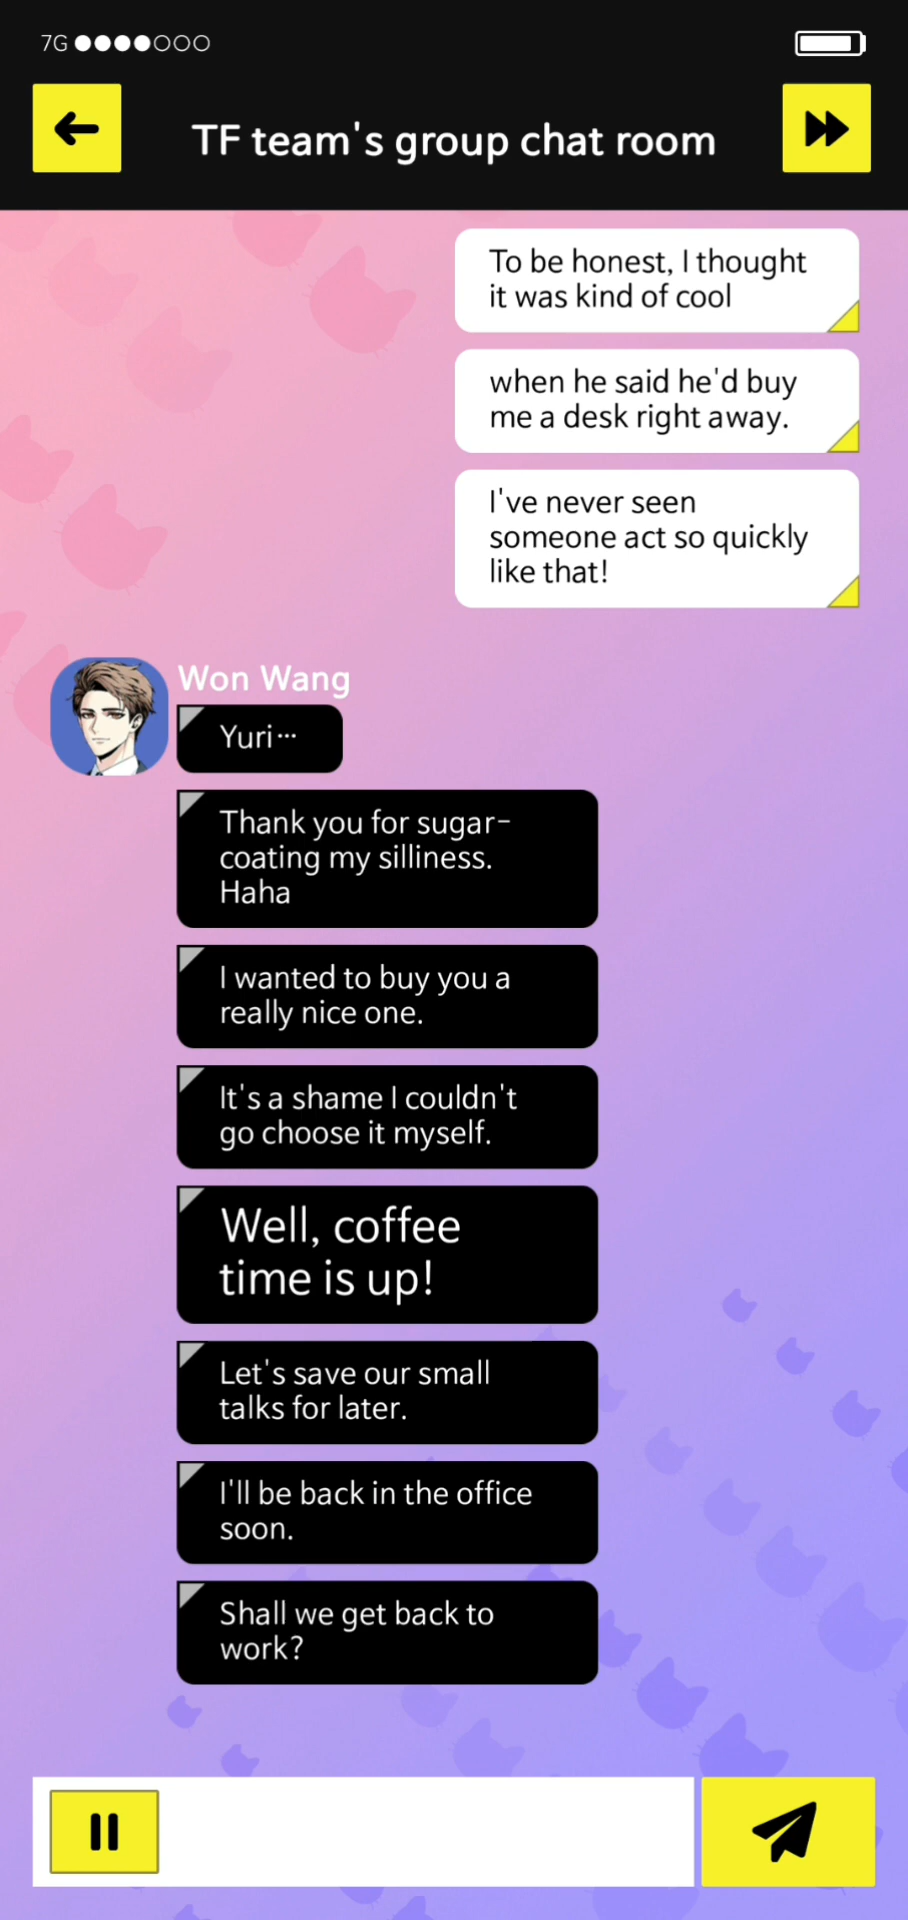 7G
TF team's group chat room
To be honest, I thought
it was kind of cool
when he said he'd buy
me a desk right away.
I've never seen
someone act so quickly
like that!
Won Wang
Yuri…
Thank you for sugar-
coating my silliness.
Haha
I wanted to buy you a
really nice one.
It's a shame I couldn't
go choose it myself.
Well, coffee
time is up!
Let's save our small
talks for later.
I'll be back in the office
soon.
Shall we get back to
work?